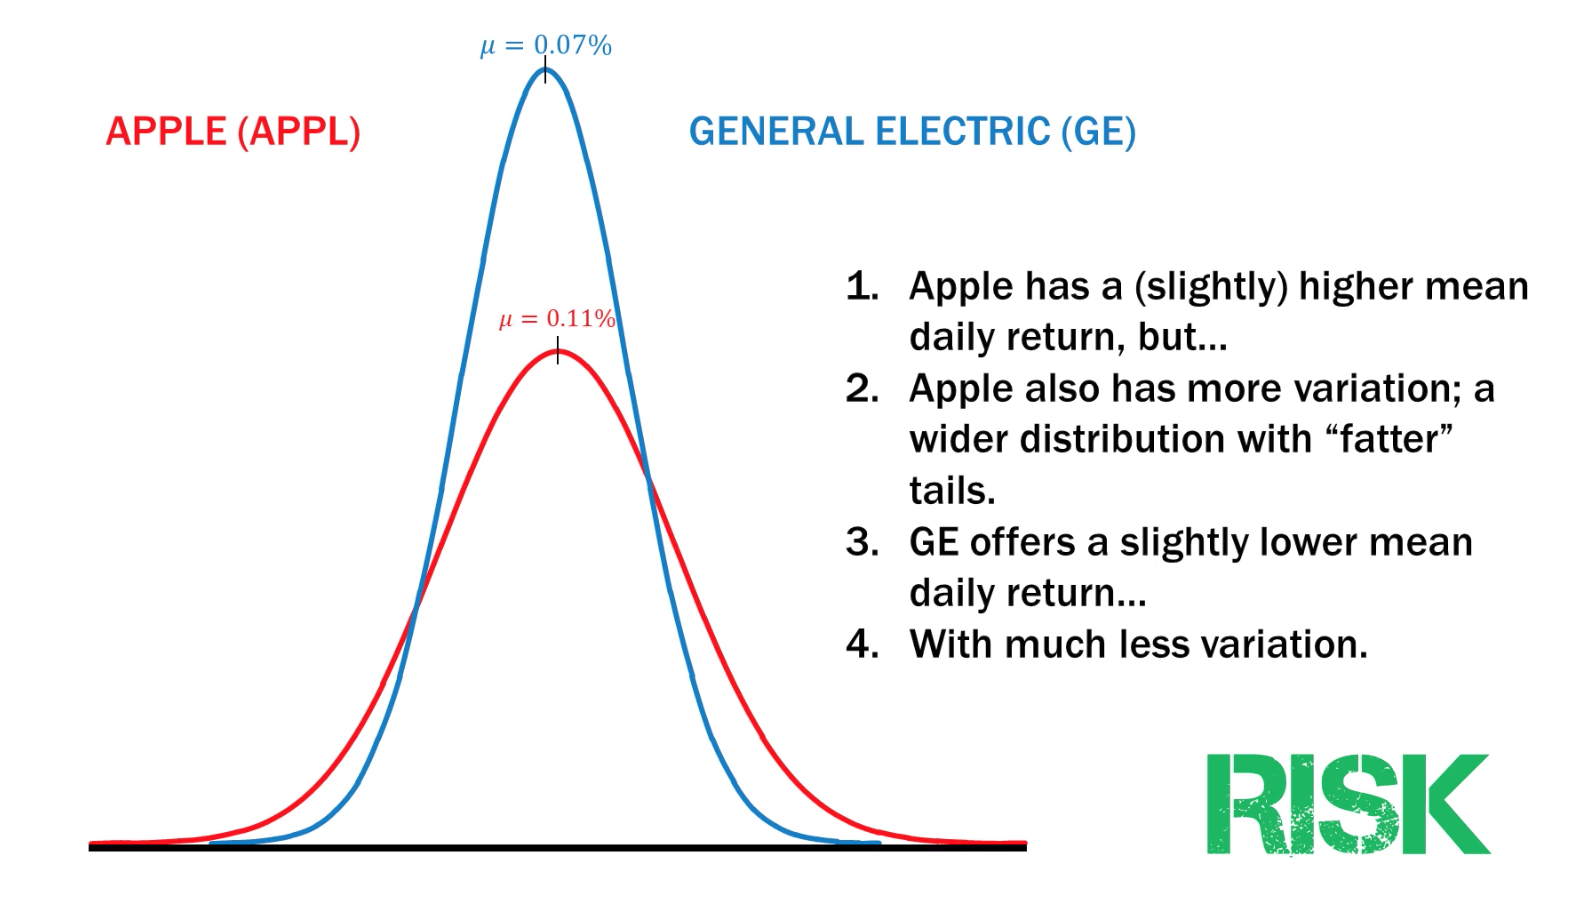 μ = 0.07%
APPLE (APPL)
GENERAL ELECTRIC (GE)
1. Apple has a (slightly) higher mean
daily return, but...
2. Apple also has more variation; a
wider distribution with “fatter”
tails.
μ = 0.11%
3. GE offers a slightly lower mean
daily return...
4. With much less variation.
RISK